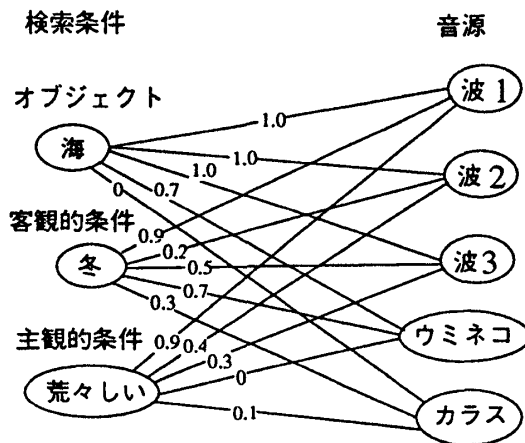 検索条件
音源
オブジェクト
海
客観的条件
冬
主観的条件
荒々しい
波1
波2
波3
ウミネコ
カラス
1.0
1.0
1.0
0.7
0
0.9
0.2
0.5
0.7
0.3
0.9
0.4
0.3
0
0.1